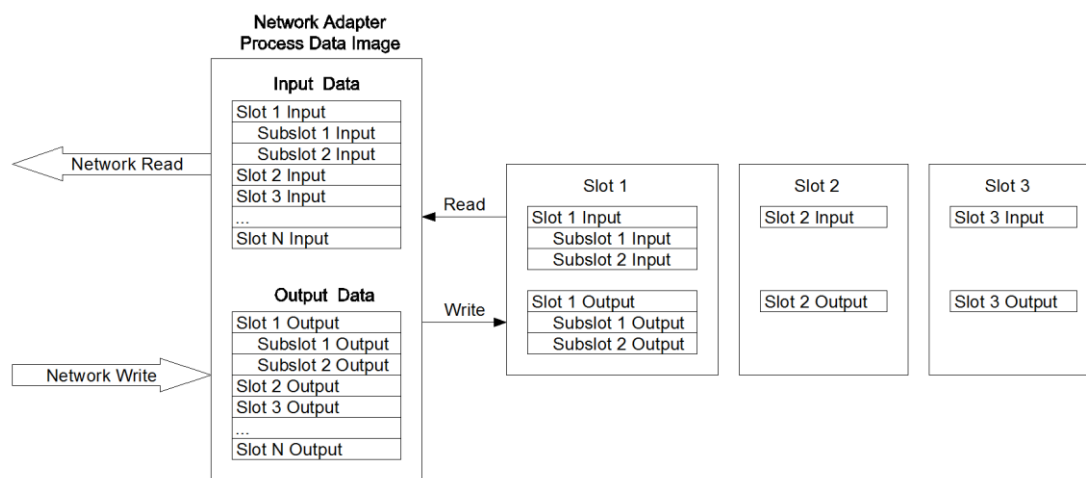 Network Adapter
Process Data Image
Input Data
Slot 1 Input
Subslot 1 Input
Subslot 2 Input
Slot 2 Input
Slot 3 Input
...
Slot N Input
Network Read
Output Data
Slot 1 Output
Subslot 1 Output
Subslot 2 Output
Slot 2 Output
Slot 3 Output
...
Slot N Output
Network Write
Read
Write
Slot 1
Slot 1 Input
Subslot 1 Input
Subslot 2 Input
Slot 1 Output
Subslot 1 Output
Subslot 2 Output
Slot 2
Slot 2 Input
Slot 2 Output
Slot 3
Slot 3 Input
Slot 3 Output